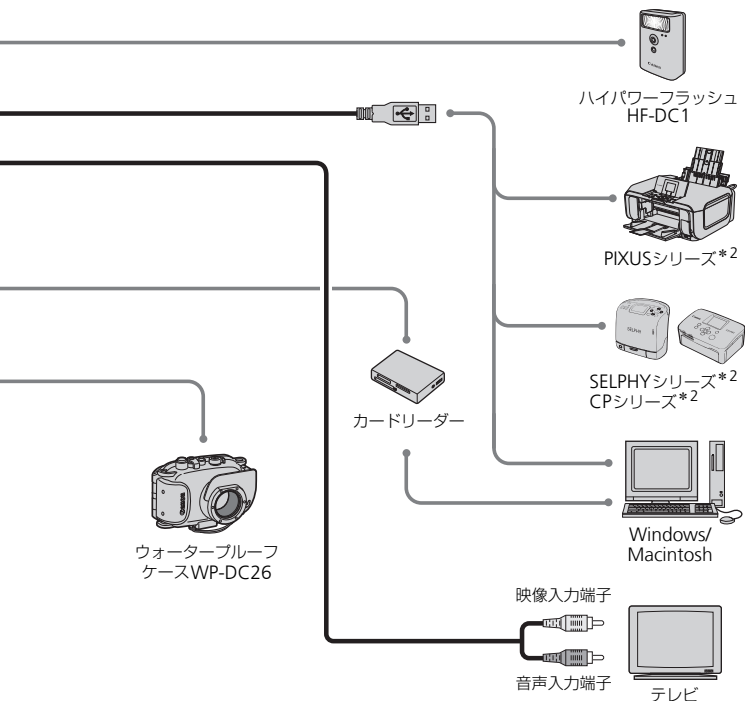 Canon
ハイパワーフラッシュ
HF-DC1
PIXUSシリーズ*2
SELPHY
SELPHYシリーズ*2
CPシリーズ*2
カードリーダー
Canon
ウォータープルーフ
ケースWP-DC26
Windows/
Macintosh
映像入力端子
音声入力端子
テレビ